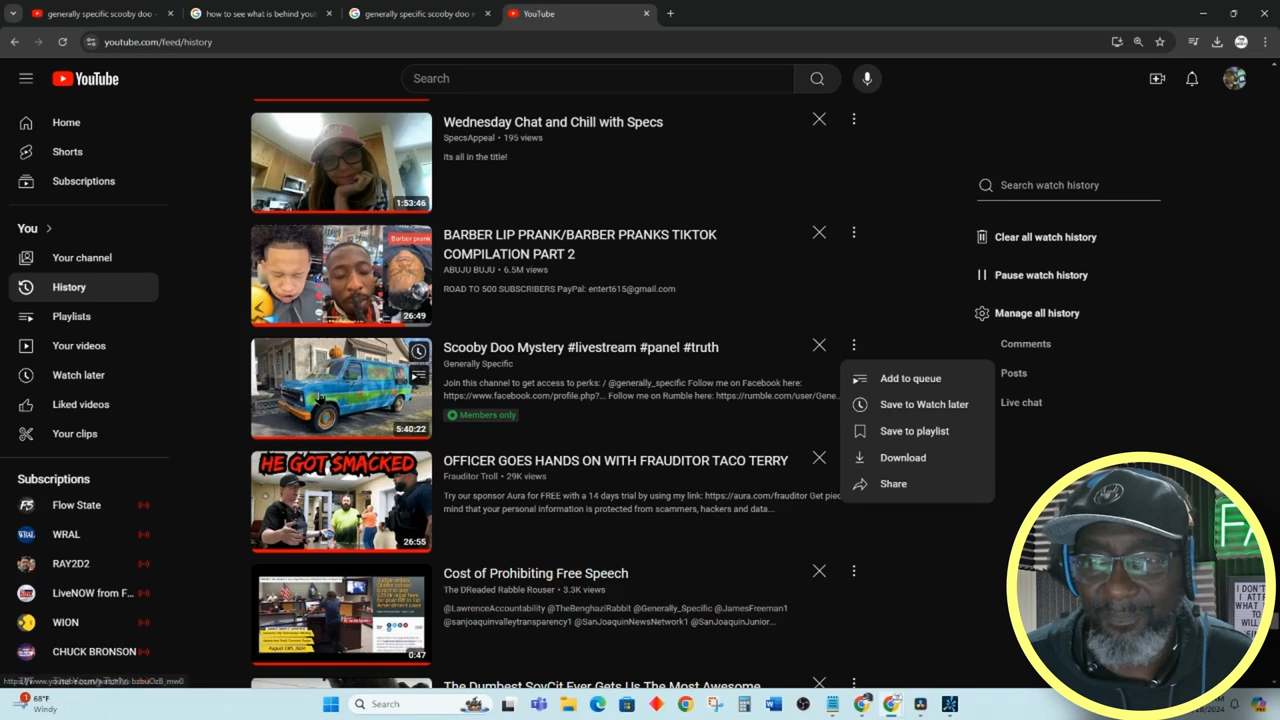 generally specific scooby doo -
how to see what is behind yout
generally specific scooby doo e
YouTube
youtube.com/feed/history
YouTube
Search
Home
Shorts
Subscriptions
You
Your channel
History
Playlists
Your videos
Watch later
Liked videos
Your clips
Subscriptions
Flow State
WRAL
RAY2D2
LiveNOW from F...
WION
CHUCK BRONSON
Wednesday Chat and Chill with Specs
SpecsAppeal • 195 views
its all in the title!
1:53:46
Barber prank
BARBER LIP PRANK/BARBER PRANKS TIKTOK
COMPILATION PART 2
ABUJU BUJU • 6.5M views
ROAD TO 500 SUBSCRIBERS PayPal: entert615@gmail.com
26:49
Scooby Doo Mystery #livestream #panel #truth
Generally Specific
Join this channel to get access to perks: / @generally_specific Follow me on Facebook here:
https://www.facebook.com/profile.php?... Follow me on Rumble here: https://rumble.com/user/Gene...
Members only
5:40:22
HE GOT SMACKED
OFFICER GOES HANDS ON WITH FRAUDITOR TACO TERRY
Frauditor Troll • 29K views
Try our sponsor Aura for FREE with a 14 days trial by using my link: https://aura.com/frauditor Get piec
mind that your personal information is protected from scammers, hackers and data...
26:55
Cost of Prohibiting Free Speech
The DReaded Rabble Rouser • 3.3K views
@LawrenceAccountability @TheBenghaziRabbit @Generally_Specific @JamesFreeman1
@sanjoaquinvalleytransparency1 @SanJoaquinNewsNetwork1 @SanJoaquinJunior...
0:47
The Dumbest SovCit Ever Gets Us The Most Awesome
Search watch history
Clear all watch history
Pause watch history
Manage all history
Comments
Posts
Live chat
Add to queue
Save to Watch later
Save to playlist
Download
Share
FA
I DON'T
ATTE
WHAT
TO
WILL
68°F
Windy
Search